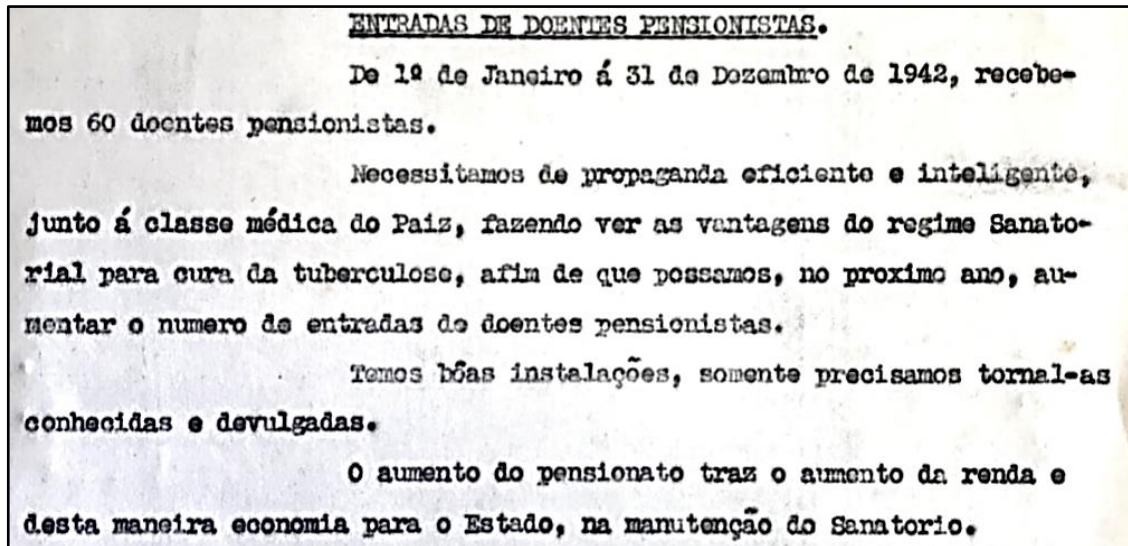 ENTRADAS DE DOENTES PENSIONISTAS.
De 1º de Janeiro á 31 de Dezembro de 1942, recebe-
mos 60 doentes pensionistas.
Necessitamos de propaganda eficiente e inteligente,
junto á classe médica do Paiz, fazendo ver as vantagens do regime Sanato-
rial para cura da tuberculose, afim de que possamos, no proximo ano, au-
mentar o numero de entradas de doentes pensionistas.
Temos bôas instalações, somente precisamos tornal-as
conhecidas e devulgadas.
O aumento do pensionato traz o aumento da renda e
desta maneira economia para o Estado, na manutenção do Sanatorio.